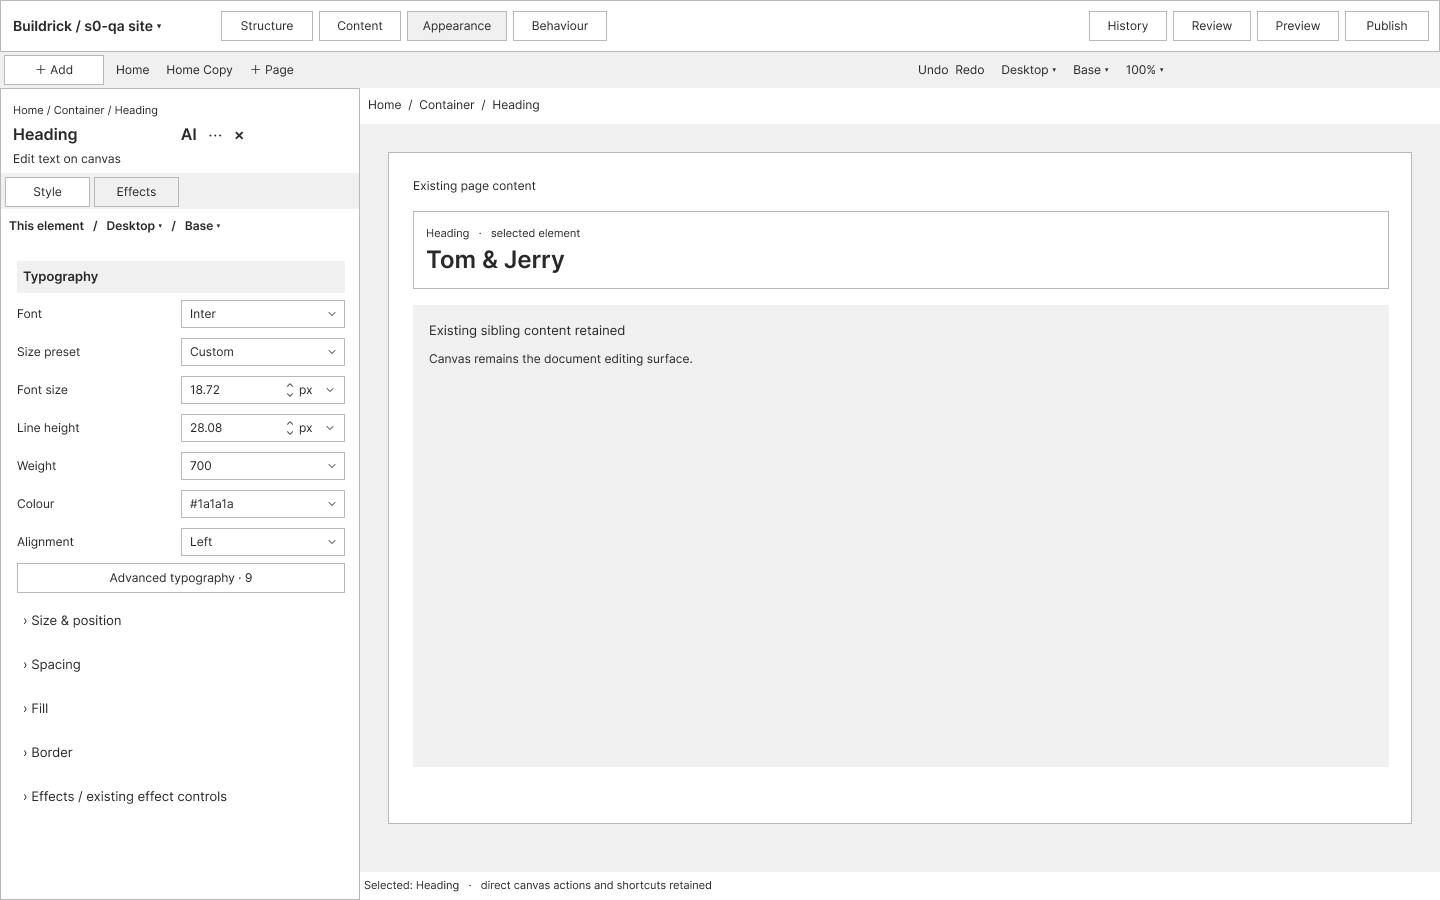 Buildrick / s0-qa site ▾
Structure
Content
Appearance
Behaviour
History
Review
Preview
Publish
+ Add
Home
Home Copy
+ Page
Undo Redo
Desktop ▾
Base ▾
100% ▾
Home / Container / Heading
Heading
AI ··· ×
Edit text on canvas
Style
Effects
This element / Desktop ▾ / Base ▾
Typography
Font
Inter
Size preset
Custom
Font size
18.72
px
Line height
28.08
px
Weight
700
Colour
#1a1a1a
Alignment
Left
Advanced typography · 9
› Size & position
› Spacing
› Fill
› Border
› Effects / existing effect controls
Home / Container / Heading
Existing page content
Heading · selected element
Tom & Jerry
Existing sibling content retained
Canvas remains the document editing surface.
Selected: Heading · direct canvas actions and shortcuts retained